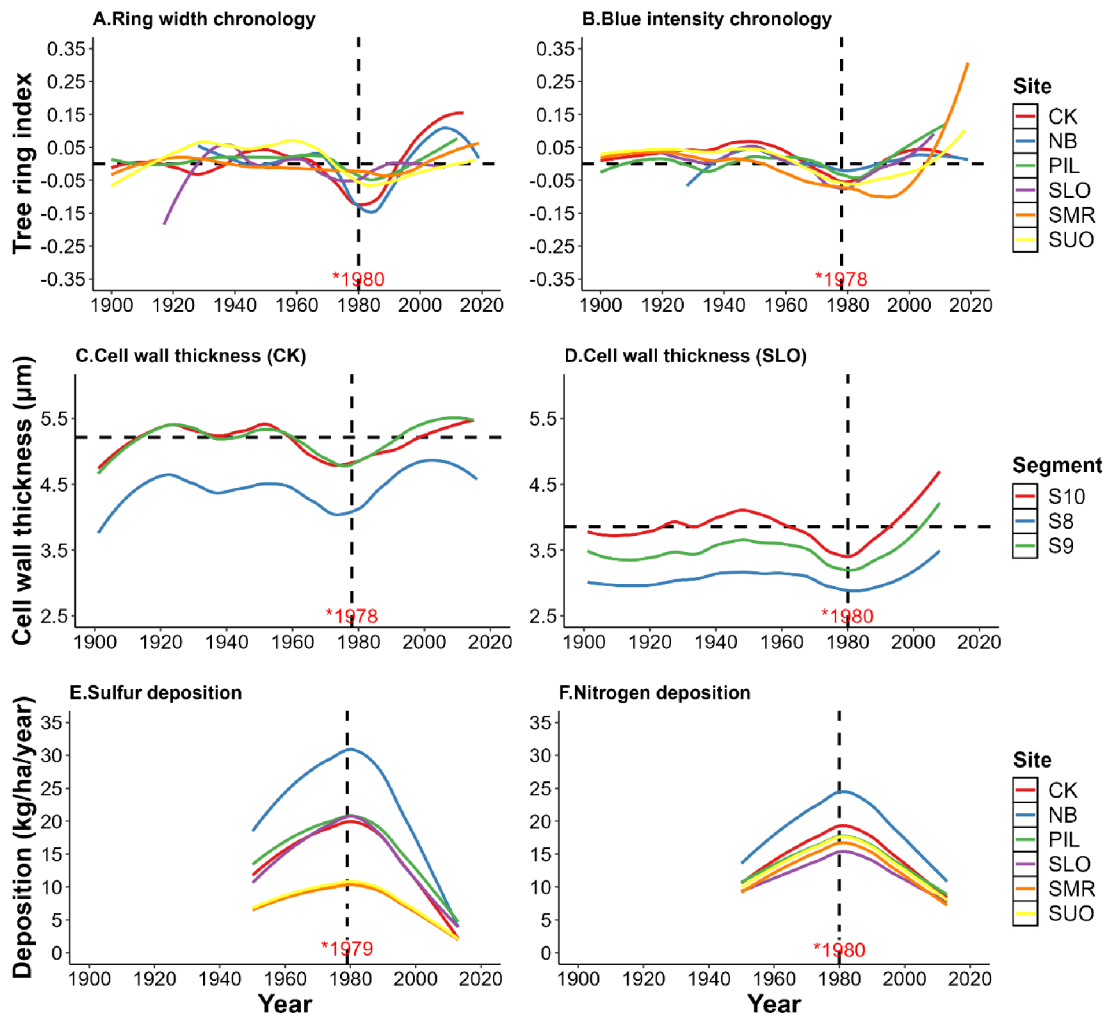 A.Ring width chronology
B.Blue intensity chronology
Tree ring index
0.35
0.25
0.15
0.05
-0.05
-0.15
-0.25
-0.35
*1980
1900 1920 1940 1960 1980 2000 2020
0.35
0.25
0.15
0.05
-0.05
-0.15
-0.25
-0.35
*1978
1900 1920 1940 1960 1980 2000 2020
Site
CK
NB
PIL
SLO
SMR
SUO
C.Cell wall thickness (CK)
D.Cell wall thickness (SLO)
Cell wall thickness (µm)
5.5
4.5
3.5
2.5
*1978
1900 1920 1940 1960 1980 2000 2020
5.5
4.5
3.5
2.5
*1980
1900 1920 1940 1960 1980 2000 2020
Segment
S10
S8
S9
E.Sulfur deposition
F.Nitrogen deposition
Deposition (kg/ha/year)
35
30
25
20
15
10
5
0
*1979
1900 1920 1940 1960 1980 2000 2020
Year
35
30
25
20
15
10
5
0
*1980
1900 1920 1940 1960 1980 2000 2020
Year
Site
CK
NB
PIL
SLO
SMR
SUO